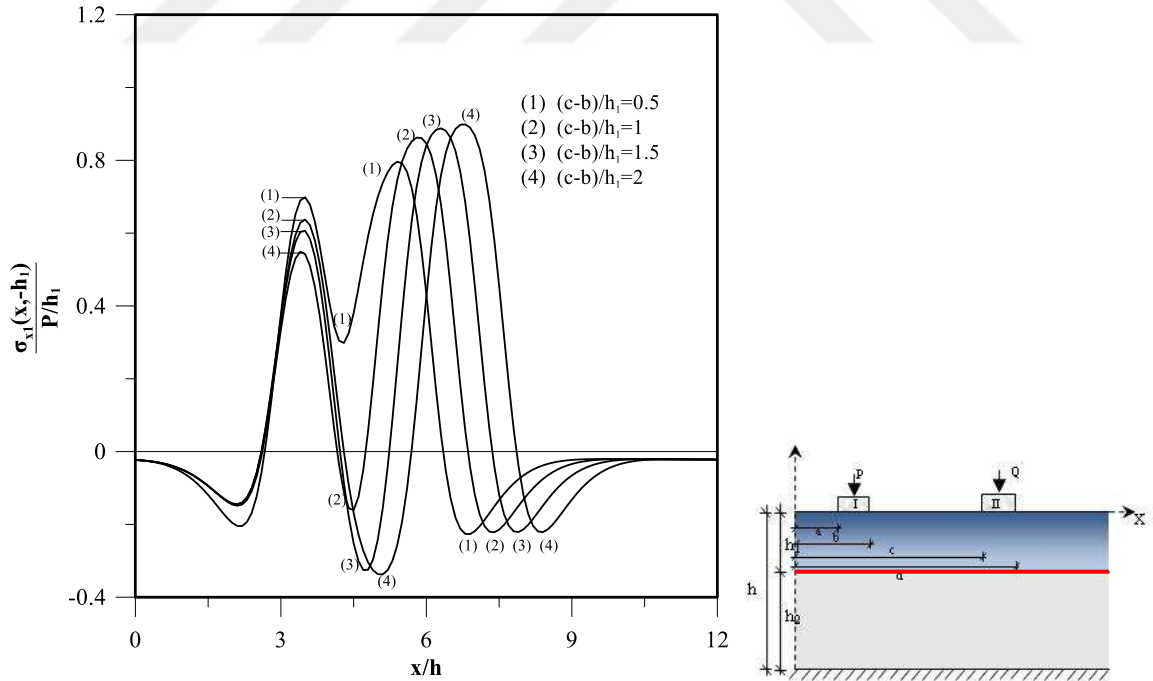 1.2
0.8
0.4
0
-0.4
0
3
6
9
12
σx1(x,-h1)
P/h1
x/h
(1) (c-b)/h1=0.5
(2) (c-b)/h1=1
(3) (c-b)/h1=1.5
(4) (c-b)/h1=2
(1)
(2)
(3)
(4)
(1)
(2)
(3)
(4)
(1)
(2)
(3)
(4)
(1)
(2)
(3)
(4)
P
Q
I
II
X
a
b
c
d
h
h2